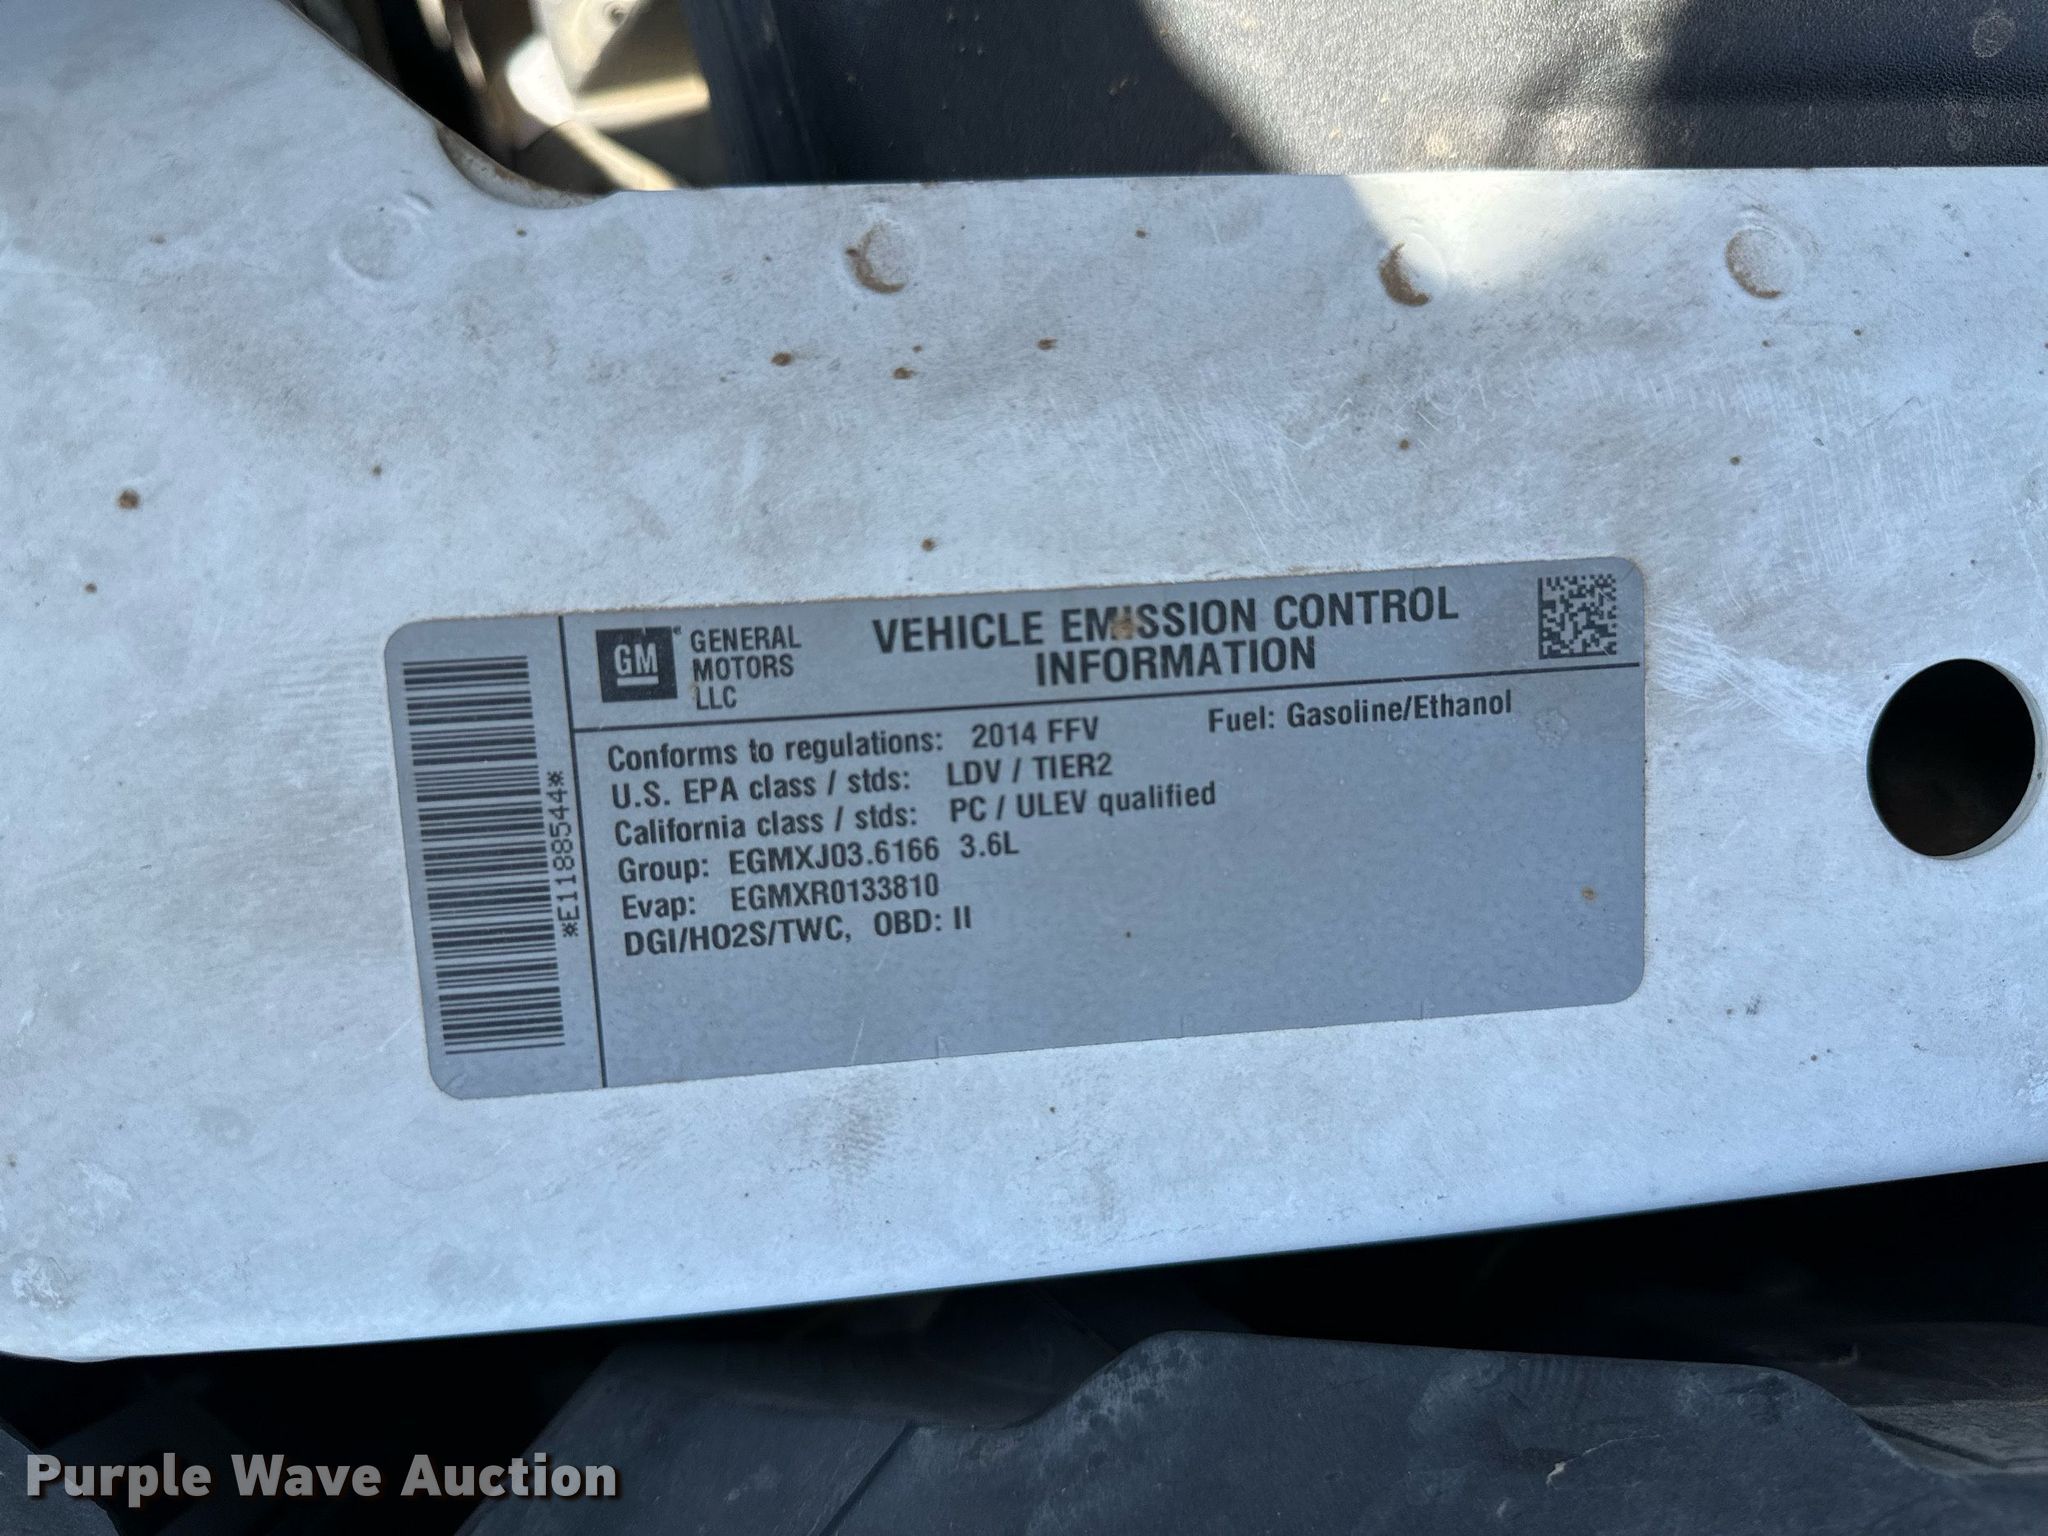 GM GENERAL MOTORS LLC
VEHICLE EMISSION CONTROL
INFORMATION
Conforms to regulations: 2014 FFV Fuel: Gasoline/Ethanol
U.S. EPA class / stds: LDV / TIER2
California class / stds: PC / ULEV qualified
Group: EGMXJ03.6166 3.6L
Evap: EGMXR0133810
DGI/HO2S/TWC, OBD: II
*E1188544*
Purple Wave Auction